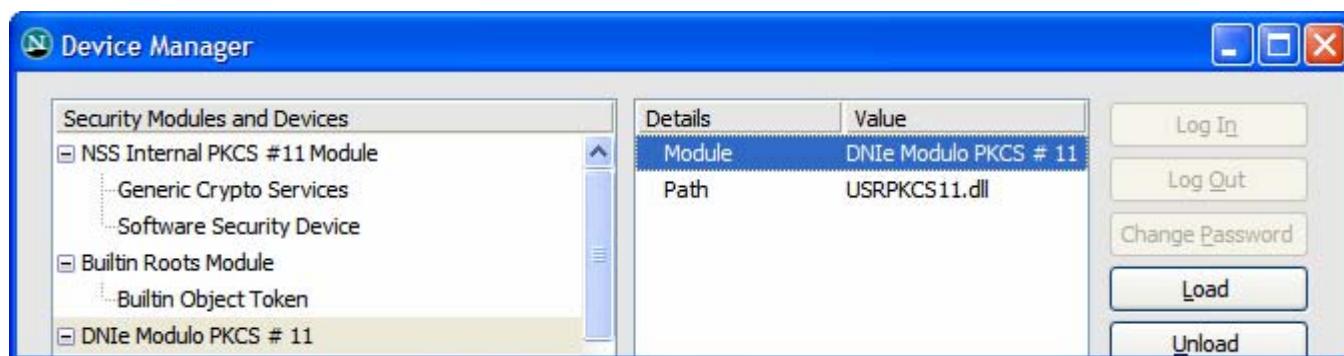 N Device Manager
Security Modules and Devices
NSS Internal PKCS #11 Module
Generic Crypto Services
Software Security Device
Builtin Roots Module
Builtin Object Token
DNIe Modulo PKCS # 11
Details Value
Module DNIe Modulo PKCS # 11
Path USRPKCS11.dll
Log In
Log Out
Change Password
Load
Unload